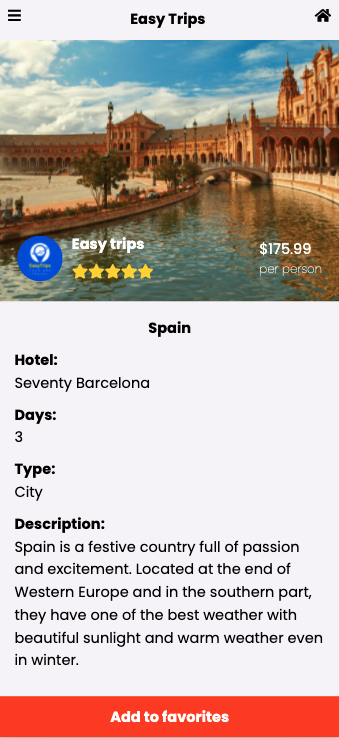 Easy Trips
Easy trips
$175.99
per person
Spain
Hotel:
Seventy Barcelona
Days:
3
Type:
City
Description:
Spain is a festive country full of passion
and excitement. Located at the end of
Western Europe and in the southern part,
they have one of the best weather with
beautiful sunlight and warm weather even
in winter.
Add to favorites